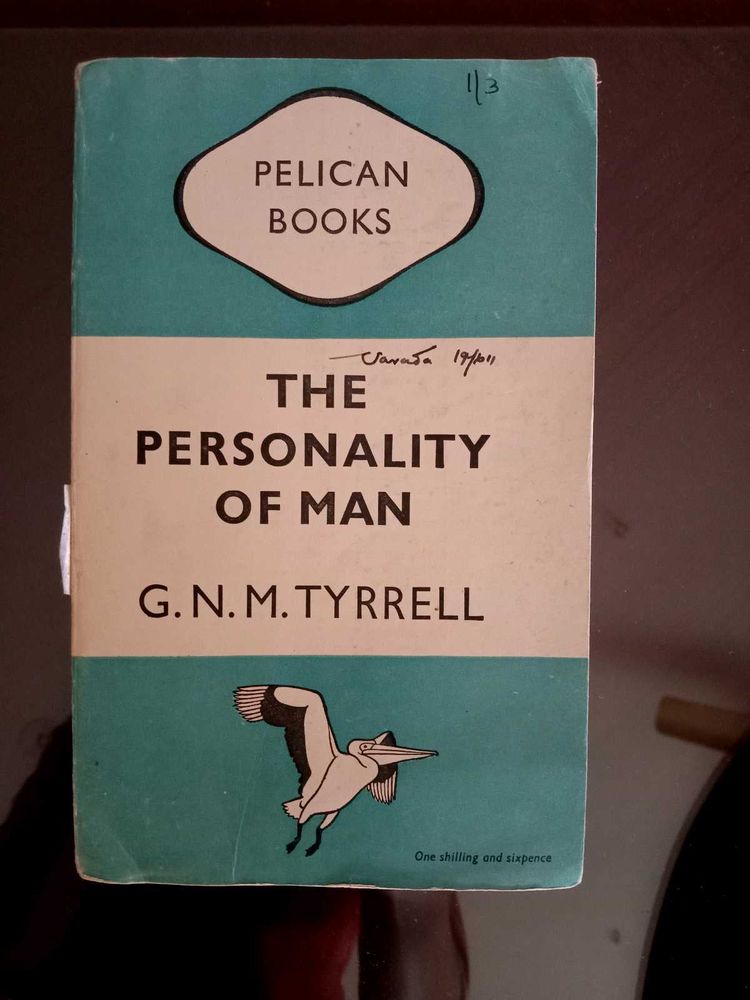 1/3
PELICAN
BOOKS
THE
PERSONALITY
OF MAN
G. N. M. TYRRELL
One shilling and sixpence